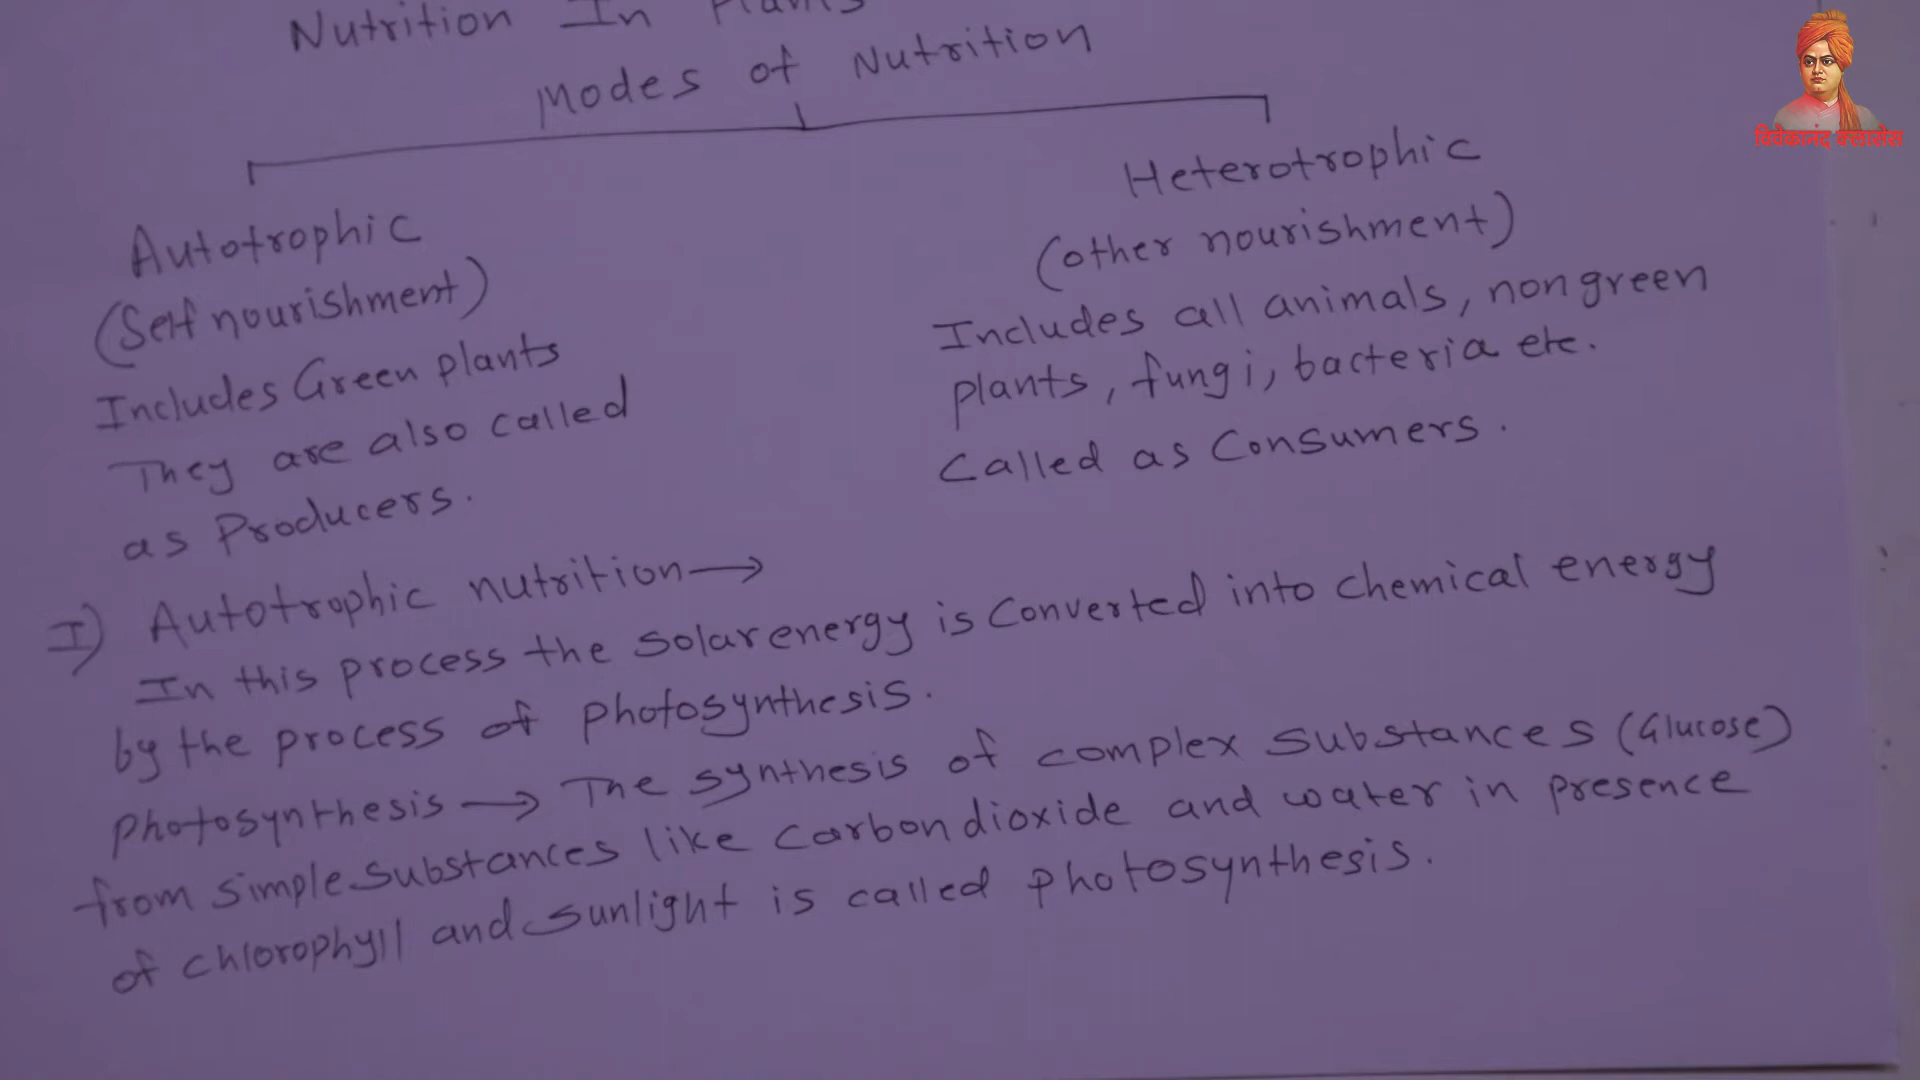 Nutrition In Plants
Modes of Nutrition
Autotrophic
(Self nourishment)
Includes Green plants
They are also called
as Producers.
Heterotrophic
(other nourishment)
Includes all animals, non green
plants, fungi, bacteria etc.
Called as Consumers.
I) Autotrophic nutrition→
In this process the solar energy is converted into chemical energy
by the process of photosynthesis.
Photosynthesis → The synthesis of complex substances (Glucose)
from simple substances like carbon dioxide and water in presence
of chlorophyll and sunlight is called photosynthesis.
विवेकानंद क्लासेस